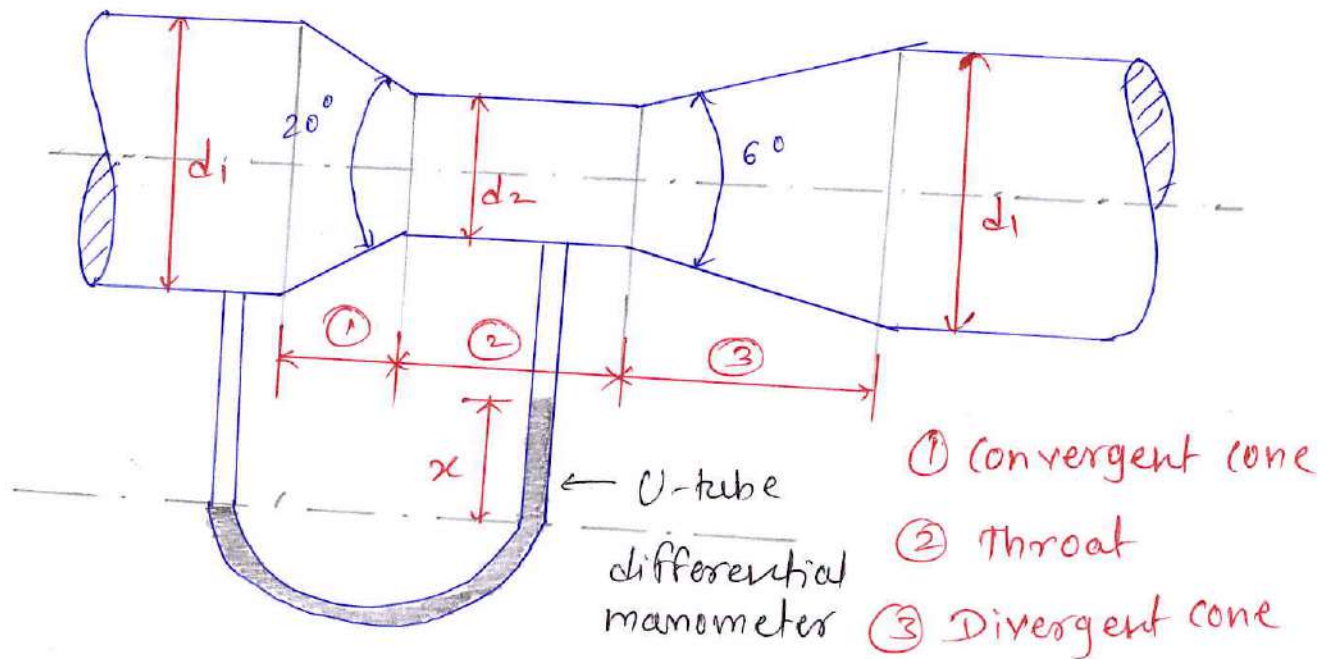 20°
6°
d1
d2
d1
①
②
③
x
① Convergent cone
← U-tube
② Throat
differential
manometer
③ Divergent cone